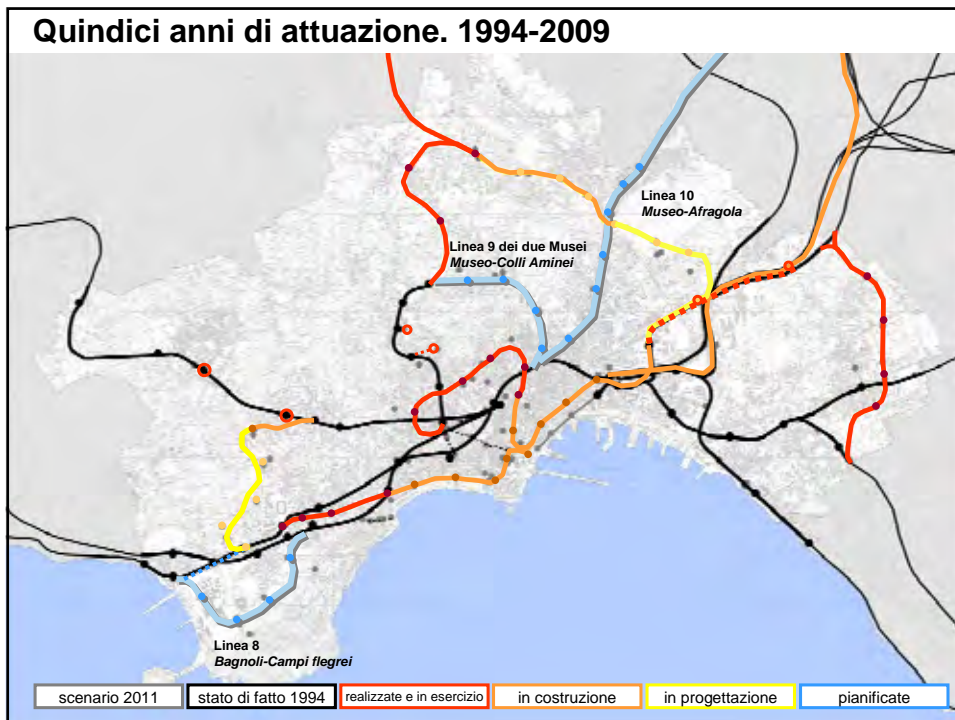 Quindici anni di attuazione. 1994-2009
Linea 10
Museo-Afragola
Linea 9 dei due Musei
Museo-Colli Aminei
Linea 8
Bagnoli-Campi flegrei
scenario 2011
stato di fatto 1994
realizzate e in esercizio
in costruzione
in progettazione
pianificate